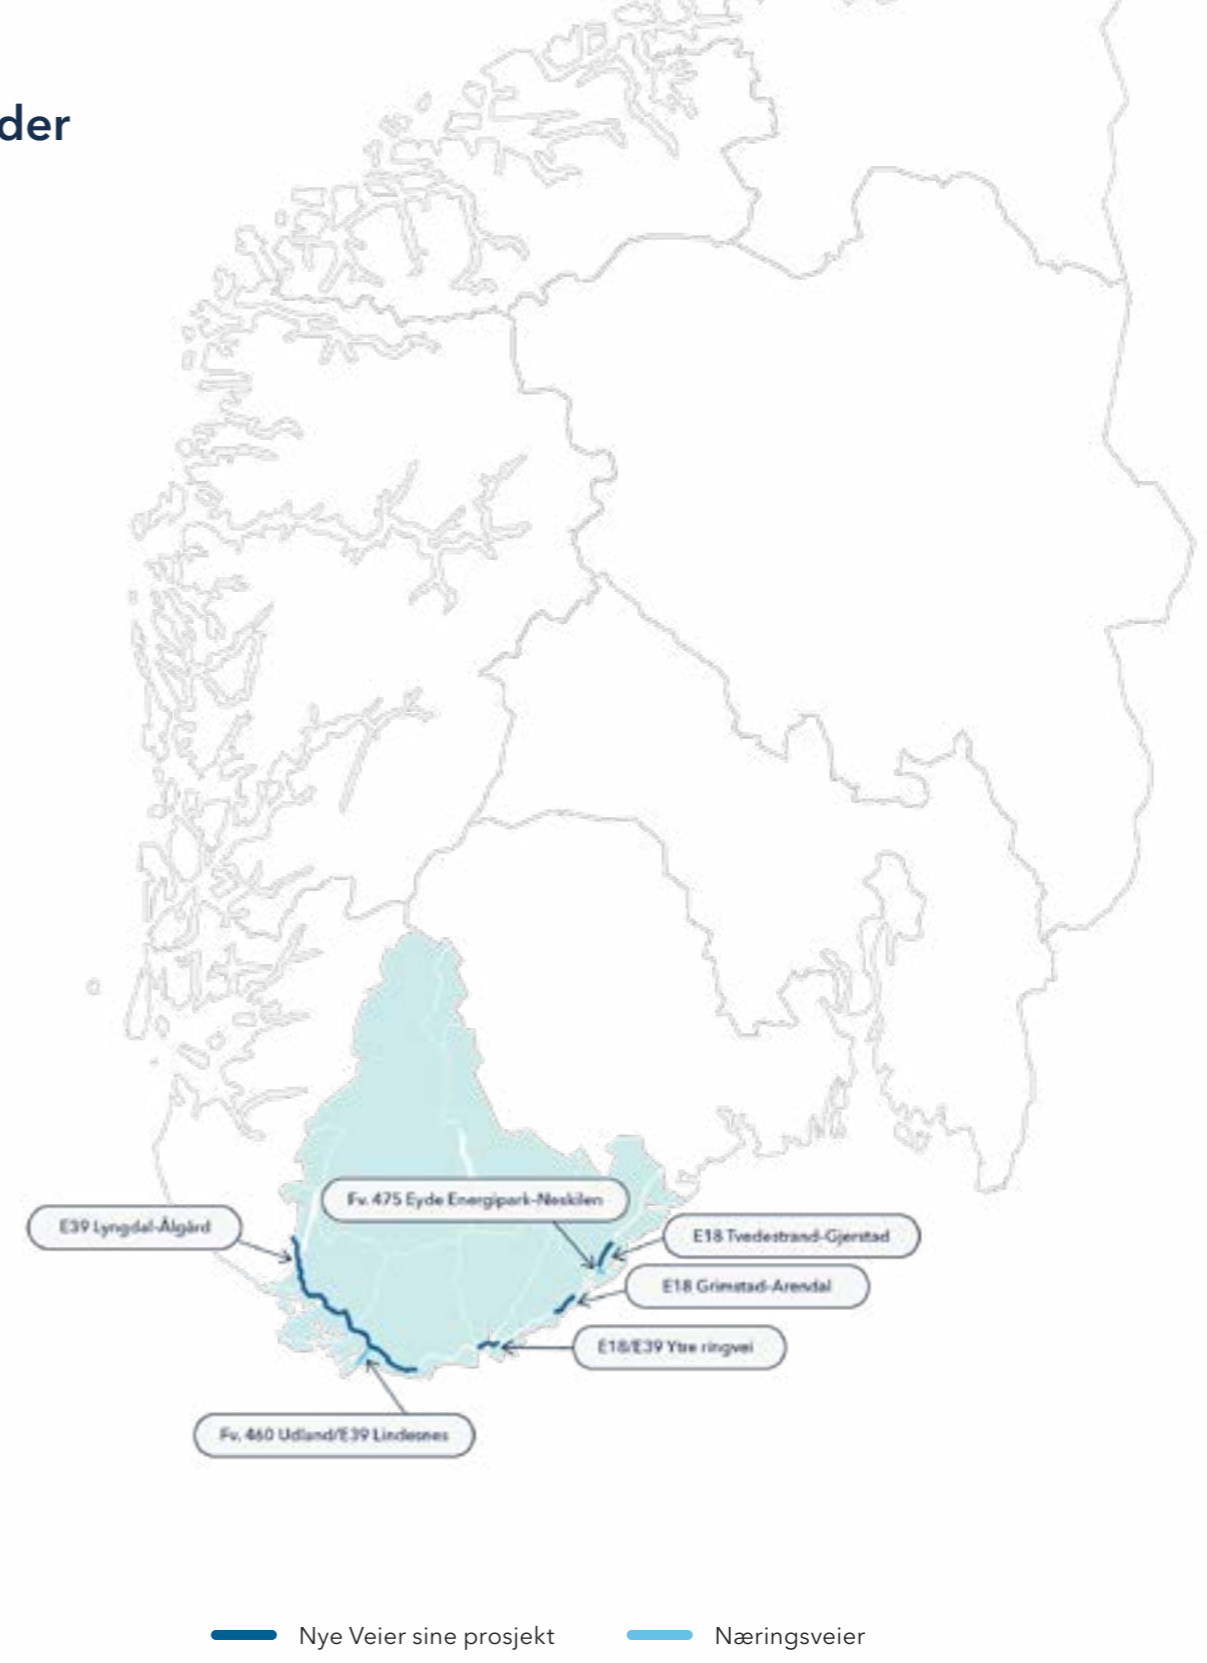 der
Fv. 475 Eyde Energipark-Neskilen
E39 Lyngdal-Ålgård
E18 Tvedestrand-Gjerstad
E18 Grimstad-Arendal
E18/E39 Ytre ringvei
Fv. 460 Udland/E39 Lindesnes
Nye Veier sine prosjekt
Næringsveier